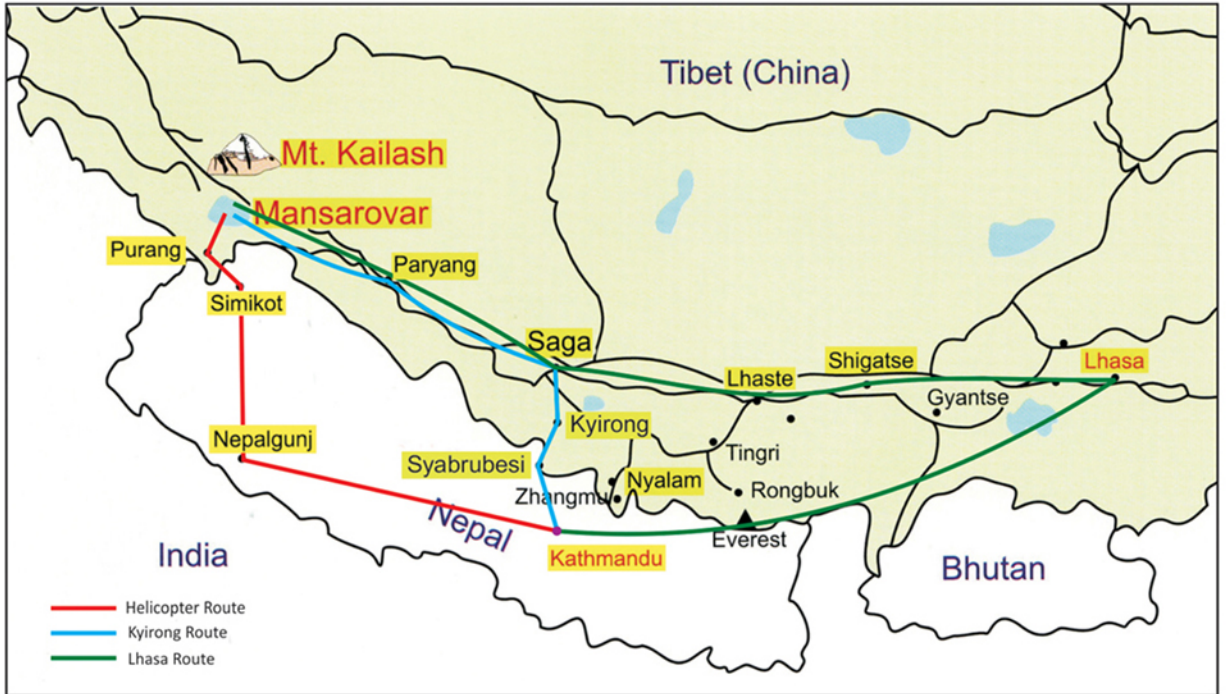 Tibet (China)
Mt. Kailash
Mansarovar
Purang
Paryang
Simikot
Saga
Lhaste
Shigatse
Lhasa
Gyantse
Kyirong
Nepalgunj
Tingri
Syabrubesi
Nyalam
Zhangmu
Rongbuk
Nepal
Everest
Kathmandu
India
Bhutan
Helicopter Route
Kyirong Route
Lhasa Route